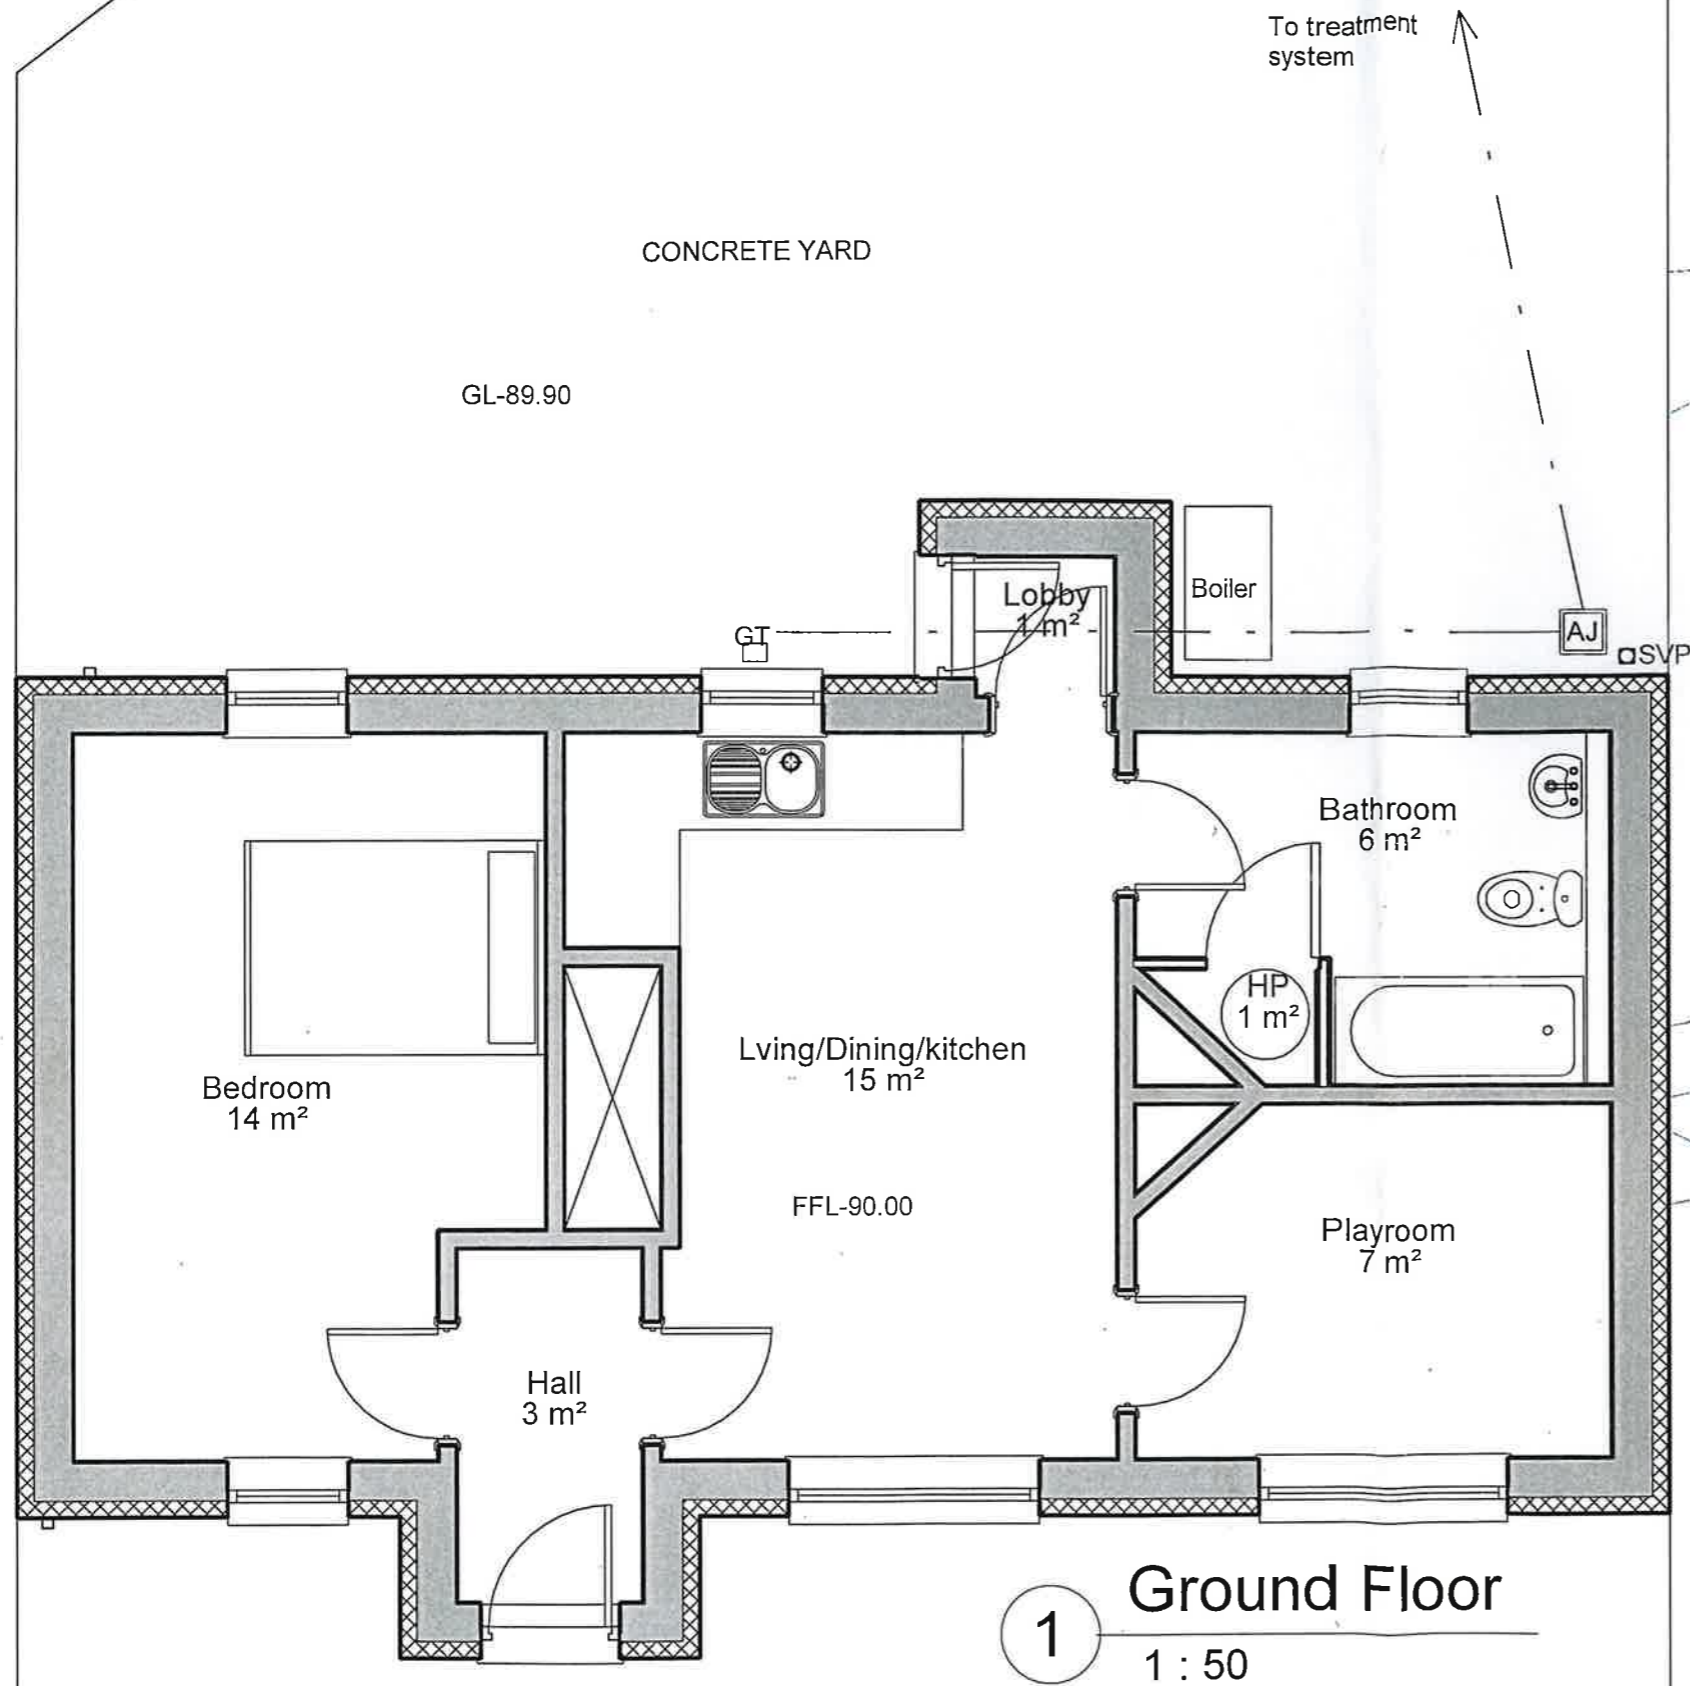 To treatment
system
CONCRETE YARD
GL-89.90
Lobby
1 m²
Boiler
GT
AJ
SVP
Bathroom
6 m²
HP
1 m²
Lving/Dining/kitchen
15 m²
Bedroom
14 m²
FFL-90.00
Playroom
7 m²
Hall
3 m²
1
Ground Floor
1 : 50